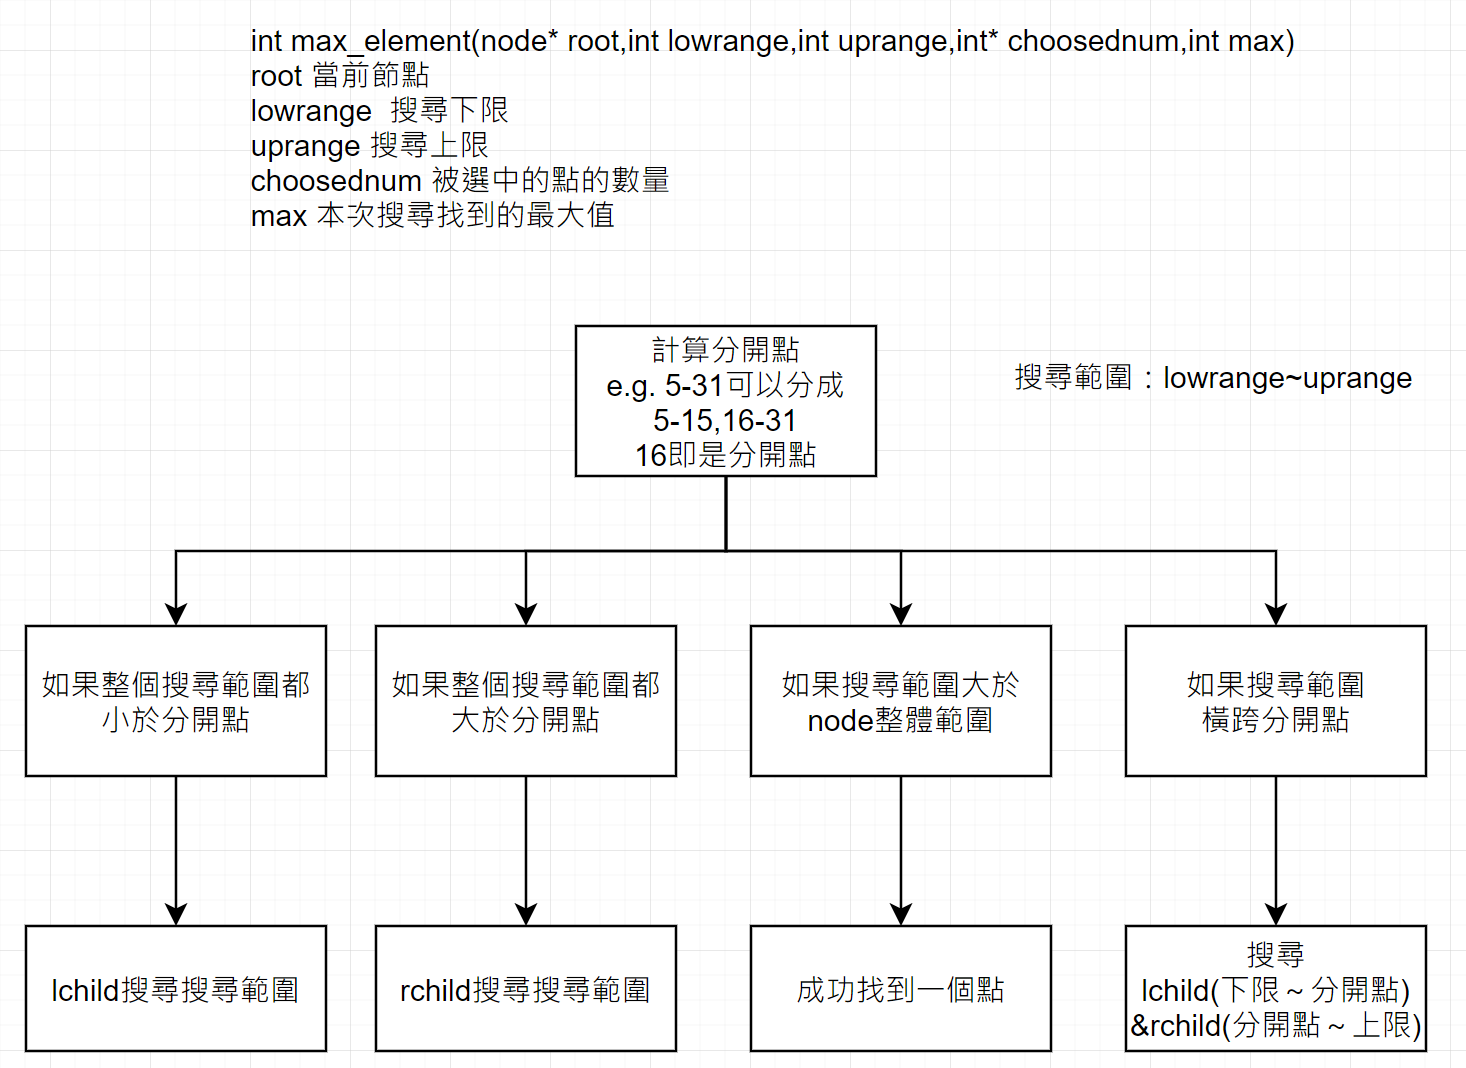 int max_element(node* root,int lowrange,int uprange,int* choosednum,int max)
root 當前節點
lowrange  搜尋下限
uprange 搜尋上限
choosednum 被選中的點的數量
max 本次搜尋找到的最大值
計算分開點
e.g. 5-31可以分成
5-15,16-31
16即是分開點
搜尋範圍：lowrange~uprange
如果整個搜尋範圍都
小於分開點
如果整個搜尋範圍都
大於分開點
如果搜尋範圍大於
node整體範圍
如果搜尋範圍
橫跨分開點
lchild搜尋搜尋範圍
rchild搜尋搜尋範圍
成功找到一個點
搜尋
lchild(下限～分開點)
&rchild(分開點～上限)